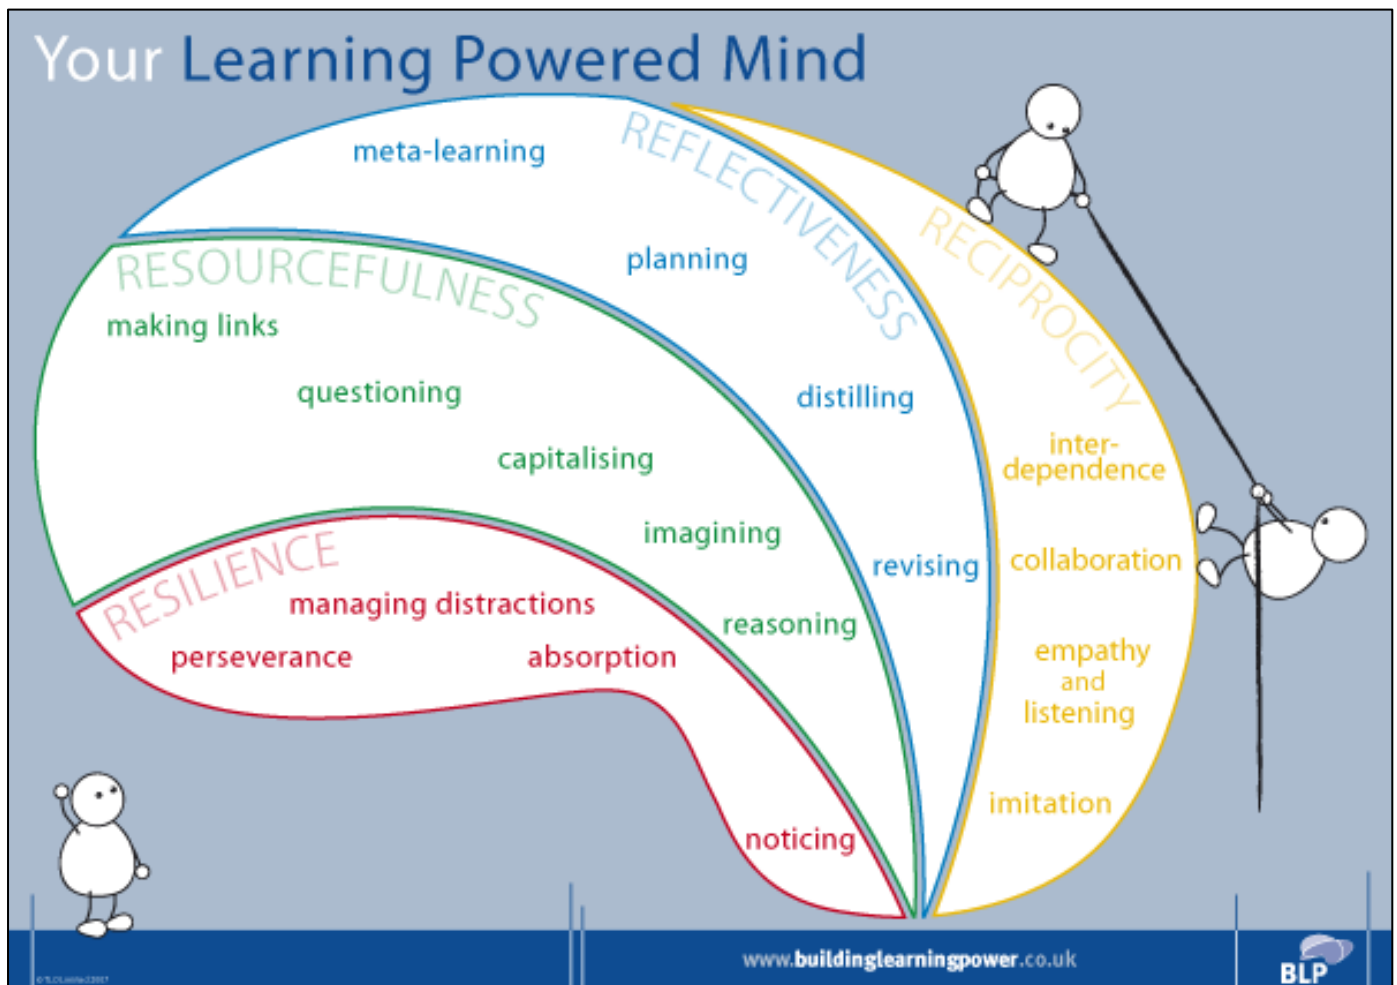 Your Learning Powered Mind
REFLECTIVENESS
meta-learning
planning
distilling
revising
RESOURCEFULNESS
making links
questioning
capitalising
imagining
reasoning
RESILIENCE
managing distractions
perseverance
absorption
noticing
RECIPROCITY
inter-
dependence
collaboration
empathy
and
listening
imitation
www.buildinglearningpower.co.uk
BLP